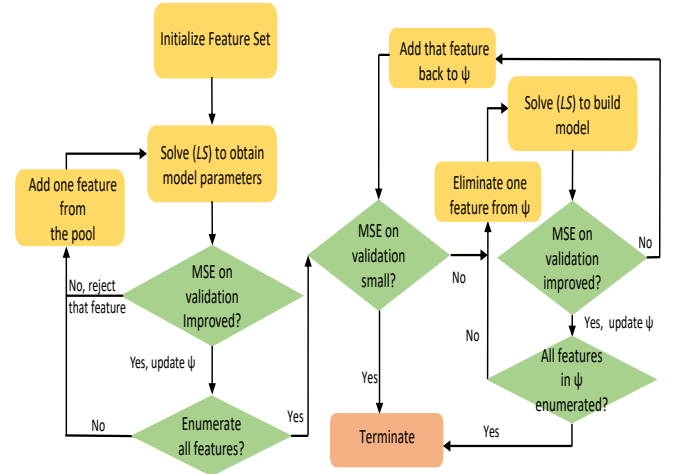 Initialize Feature Set
Solve (LS) to obtain
model parameters
Add one feature
from
the pool
MSE on
validation
Improved?
No, reject
that feature
Yes, update ψ
Enumerate
all features?
No
Yes
Add that feature
back to ψ
Solve (LS) to build
model
Eliminate one
feature from ψ
MSE on
validation
small?
No
MSE on
validation
improved?
No
Yes, update ψ
No
All features
in ψ
enumerated?
Yes
Yes
Terminate